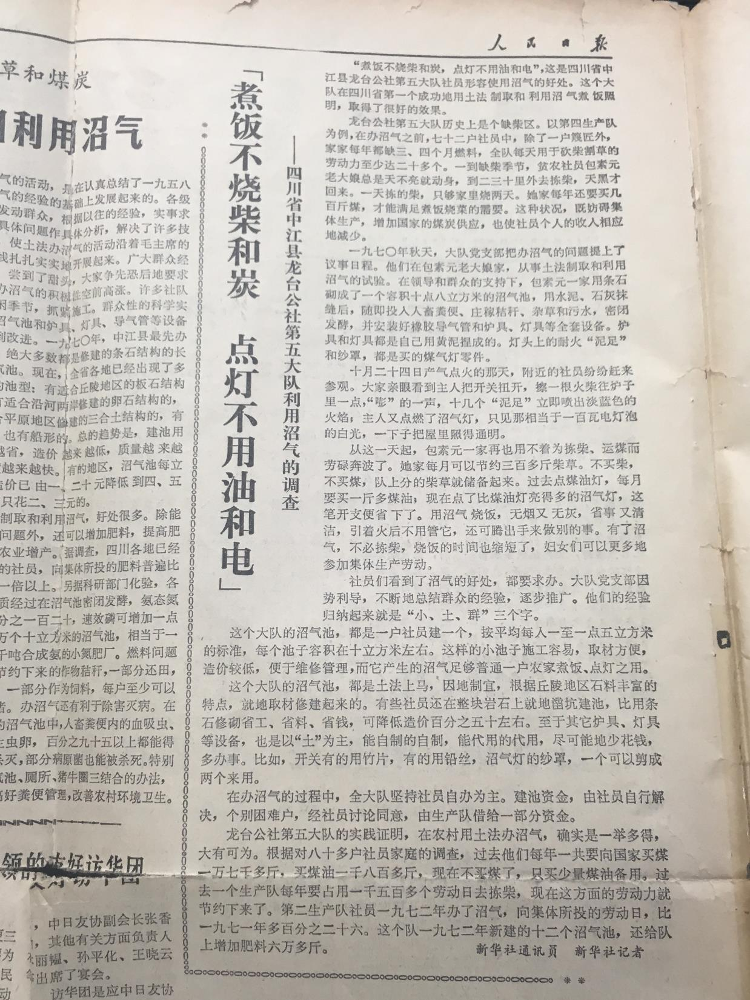 人民日报
草和煤炭
利用沼气
气的活动，是在认真总结了一九五八
气的经验的基础上发展起来的。各级
发动群众，根据以往的经验，实事求
具体问题作具体分析，解决了许多技
使土法办沼气的活动沿着毛主席的
线扎扎实实地开展起来。广大群众经
尝到了甜头，大家争先恐后地要求
办沼气的积极性空前高涨。许多社队
闲季节，抓紧施工。群众性的科学实
沼气池和炉具、灯具、导气管等设备
到改进。一九七〇年，中江县最先办
绝大多数都是修建的条石结构的长
气池。现在，全省各地已经出现了多
的池型：有适合丘陵地区的板石结构
有适合沿河两岸修建的卵石结构的，
合平原地区修建的三合土结构的，有
也有船形的。总的趋势是，建池用
越省，造价越来越低，质量越来越
越来越快。有的地区，沼气池每立
造价已由一、二十元降低到四、五
只花二、三元的。
制取和利用沼气，好处很多。除能
问题外，还可以增加肥料，提高肥
农业增产。据调查，四川各地已经
的社员，向集体所投的肥料普遍比
一倍以上。另据科研部门化验，各
质经过在沼气池密闭发酵，氨态氮
分之一百二十，速效磷可增加一点
万个十立方米的沼气池，相当于一
千吨合成氨的小氮肥厂。燃料问题
节约下来的作物秸秆，一部分还田，
一部分作为饲料，每户至少可以
猪。办沼气还有利于除害灭病。在
的沼气池中，人畜粪便内的血吸虫、
生虫卵，百分之九十五以上都能得
杀灭，部分病原菌也能被杀死。特别
气池、厕所、猪牛圈三结合的办法，
搞好粪便管理，改善农村环境卫生。
领的友好访华团
，中日友协副会长张香
，其他有关方面负责人
丽韫、孙平化、王晓云
出席了宴会。
访华团是应中日友协
「煮饭不烧柴和炭 点灯不用油和电」
——四川省中江县龙台公社第五大队利用沼气的调查
“煮饭不烧柴和炭，点灯不用油和电”，这是四川省中
江县龙台公社第五大队社员形容使用沼气的好处。这个大
队在四川省第一个成功地用土法制取和利用沼气煮饭照
明，取得了很好的效果。
龙台公社第五大队历史上是个缺柴区。以第四生产队
为例，在办沼气之前，七十二户社员中，除了一户篾匠外，
家家每年都缺三、四个月燃料，全队每天用于砍柴割草的
劳动力至少达二十多个。一到缺柴季节，贫农社员包素元
老大娘总是天不亮就动身，到二三十里外去拣柴，天黑才
回来。一天拣的柴，只够家里烧两天。她家每年还要买几
百斤煤，才能满足煮饭烧菜的需要。这种状况，既妨碍集
体生产，增加国家的煤炭供应，也使社员个人的收入相应
地减少。
一九七〇年秋天，大队党支部把办沼气的问题提上了
议事日程。他们在包素元老大娘家，从事土法制取和利用
沼气的试验。在领导和群众的支持下，包素元一家用条石
砌成了一个容积十点八立方米的沼气池，用水泥、石灰抹
缝后，随即投入人畜粪便、庄稼秸秆、杂草和污水，密闭
发酵，并安装好橡胶导气管和炉具、灯具等全套设备。炉
具和灯具都是自己用黄泥捏成的。灯头上的耐火“泥足”
和纱罩，都是买的煤气灯零件。
十月二十四日产气点火的那天，附近的社员纷纷赶来
参观。大家亲眼看到主人把开关扭开，擦一根火柴往炉子
里一点，“嘭”的一声，十几个“泥足”立即喷出淡蓝色的
火焰；主人又点燃了沼气灯，只见那相当于一百瓦电灯泡
的白光，一下子把屋里照得通明。
从这一天起，包素元一家再也用不着为拣柴、运煤而
劳碌奔波了。她家每月可以节约三百多斤柴草。不买柴，
不买煤，队上分的柴草就储备起来。过去点煤油灯，每月
要买一斤多煤油；现在点了比煤油灯亮得多的沼气灯，这
笔开支便省下了。用沼气烧饭，无烟又无灰，省事又清
洁，引着火后不用管它，还可腾出手来做别的事。有了沼
气，不必拣柴，烧饭的时间也缩短了，妇女们可以更多地
参加集体生产劳动。
社员们看到了沼气的好处，都要求办。大队党支部因
势利导，不断地总结群众的经验，逐步推广。他们的经验
归纳起来就是“小、土、群”三个字。
这个大队的沼气池，都是一户社员建一个，按平均每人一至一点五立方米
的标准，每个池子容积在十立方米左右。这样的小池子施工容易，取材方便，
造价较低，便于维修管理，而它产生的沼气足够普通一户农家煮饭、点灯之用。
这个大队的沼气池，都是土法上马，因地制宜，根据丘陵地区石料丰富的
特点，就地取材修建起来的。有些社员还在整块岩石上就地凿坑建池，比用条
石修砌省工、省料、省钱，可降低造价百分之五十左右。至于其它炉具、灯具
等设备，也是以“土”为主，能自制的自制，能代用的代用，尽可能地少花钱，
多办事。比如，开关有的用竹片，有的用铅丝，沼气灯的纱罩，一个可以剪成
两个来用。
在办沼气的过程中，全大队坚持社员自办为主。建池资金，由社员自行解
决，个别困难户，经社员讨论同意，由生产队借给一部分资金。
龙台公社第五大队的实践证明，在农村用土法办沼气，确实是一举多得，
大有可为。根据对八十多户社员家庭的调查，过去他们每年一共要向国家买煤
一万七千多斤，买煤油一千八百多斤，现在不买煤了，只买少量煤油备用。过
去一个生产队每年要占用一千五百多个劳动日去拣柴，现在这方面的劳动力就
节约下来了。第二生产队社员一九七二年办了沼气，向集体所投的劳动日，比
一九七一年多百分之二十六。这个队一九七二年新建的十二个沼气池，还给队
上增加肥料六万多斤。
新华社通讯员 新华社记者